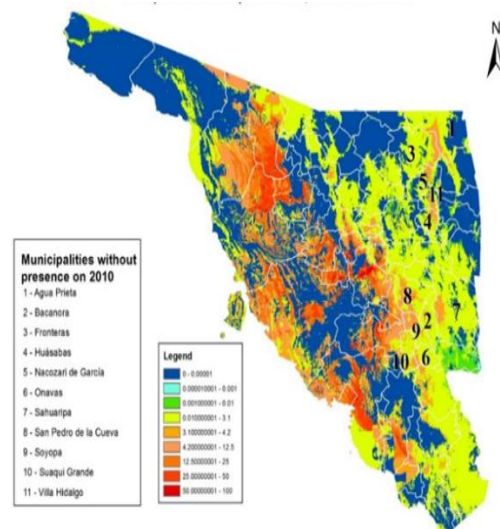 N
1
3
5
11
4
8
7
2
9
10
6
Municipalities without
presence on 2010
1 - Agua Prieta
2 - Bacanora
3 - Fronteras
4 - Huásabas
5 - Nacozari de García
6 - Onavas
7 - Sahuaripa
8 - San Pedro de la Cueva
9 - Soyopa
10 - Suaqui Grande
11 - Villa Hidalgo
Legend
0 - 0.00001
0.000010001 - 0.001
0.001000001 - 0.01
0.010000001 - 3.1
3.10000001 - 4.2
4.200000001 - 12.5
12.50000001 - 25
25.00000001 - 50
50.00000001 - 100